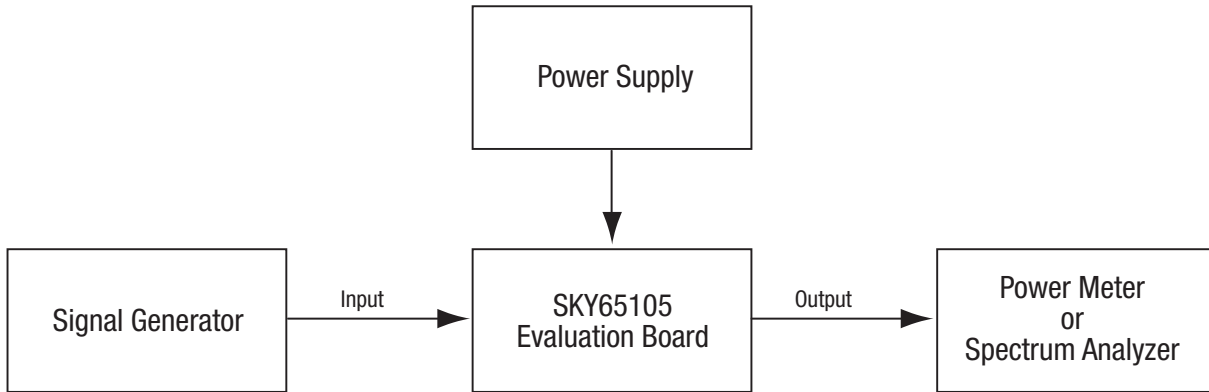 Power Supply
Signal Generator
Input
SKY65105
Evaluation Board
Output
Power Meter
or
Spectrum Analyzer